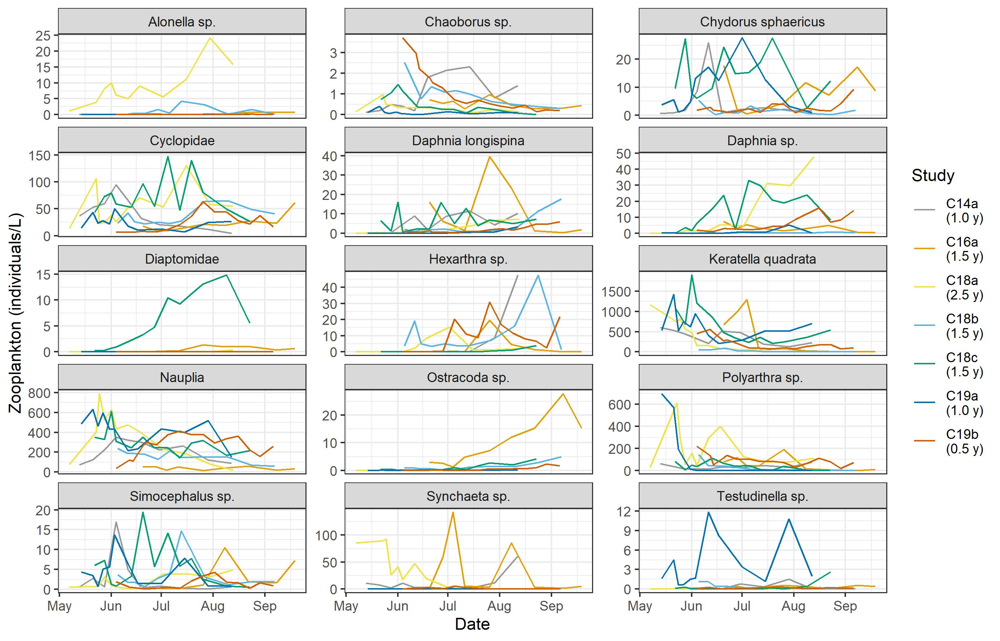 Alonella sp.
Chaoborus sp.
Chydorus sphaericus
25
20
15
10
5
0
3
2
1
0
20
10
0
Cyclopidae
Daphnia longispina
Daphnia sp.
150
100
50
0
40
30
20
10
0
50
40
30
20
10
0
Diaptomidae
Hexarthra sp.
Keratella quadrata
15
10
5
0
40
30
20
10
0
1500
1000
500
0
Nauplia
Ostracoda sp.
Polyarthra sp.
800
600
400
200
0
20
10
0
600
400
200
0
Simocephalus sp.
Synchaeta sp.
Testudinella sp.
20
15
10
5
0
100
50
0
12
9
6
3
0
May Jun Jul Aug Sep
May Jun Jul Aug Sep
May Jun Jul Aug Sep
Date
Zooplankton (individuals/L)
Study
C14a
(1.0 y)
C16a
(1.5 y)
C18a
(2.5 y)
C18b
(1.5 y)
C18c
(1.5 y)
C19a
(1.0 y)
C19b
(0.5 y)